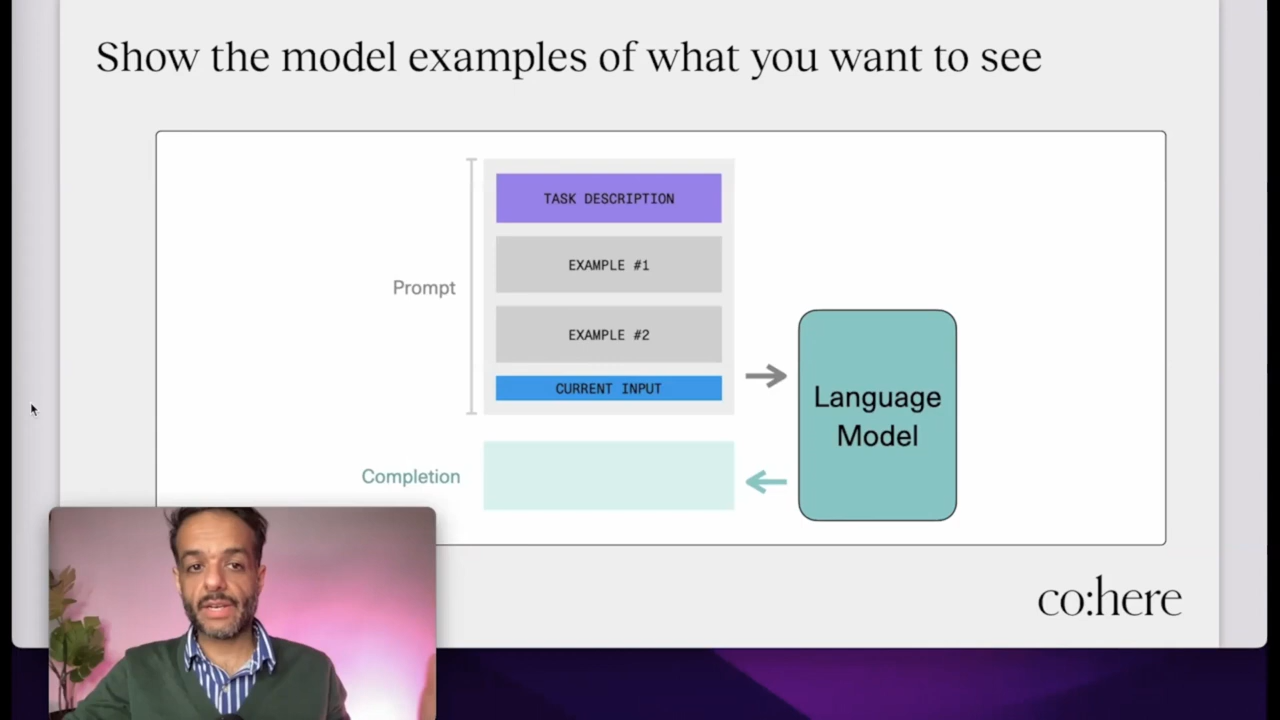 Show the model examples of what you want to see
TASK DESCRIPTION
EXAMPLE #1
Prompt
EXAMPLE #2
CURRENT INPUT
Language
Model
Completion
co:here